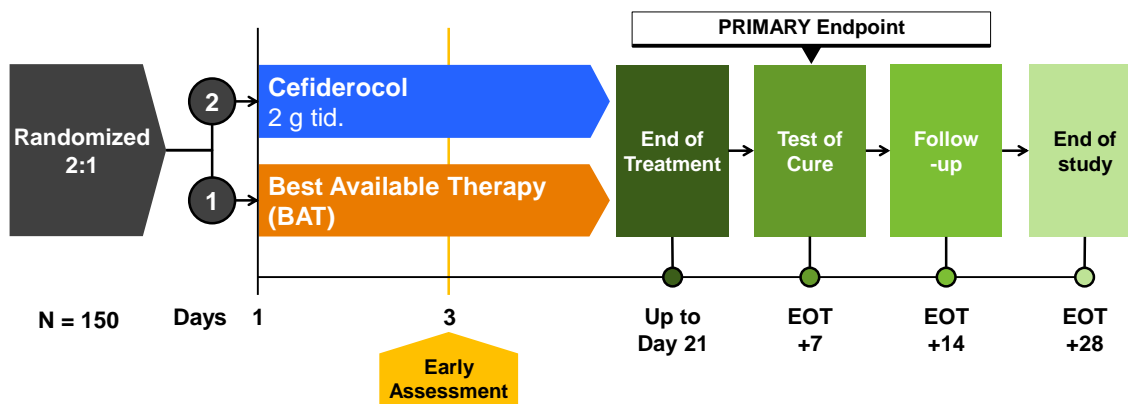 PRIMARY Endpoint
Randomized
2:1
2
1
Cefiderocol
2 g tid.
Best Available Therapy
(BAT)
End of
Treatment
Test of
Cure
Follow
-up
End of
study
N = 150
Days
1
3
Up to
Day 21
EOT
+7
EOT
+14
EOT
+28
Early
Assessment